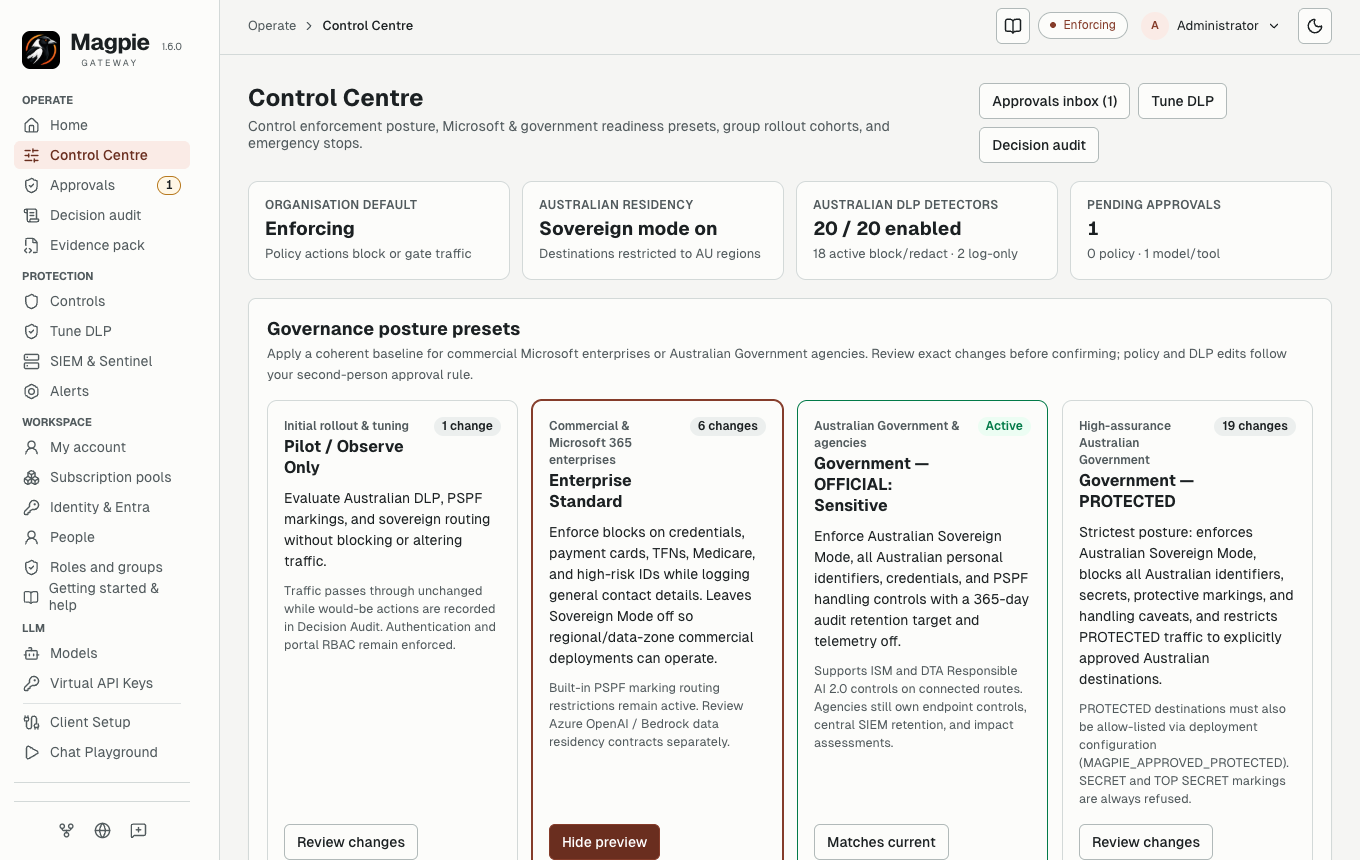 Magpie 1.6.0
GATEWAY
OPERATE
Home
Control Centre
Approvals 1
Decision audit
Evidence pack
PROTECTION
Controls
Tune DLP
SIEM & Sentinel
Alerts
WORKSPACE
My account
Subscription pools
Identity & Entra
People
Roles and groups
Getting started &
help
LLM
Models
Virtual API Keys
Client Setup
Chat Playground
Operate > Control Centre
Enforcing
A Administrator
Control Centre
Control enforcement posture, Microsoft & government readiness presets, group rollout cohorts, and
emergency stops.
Approvals inbox (1)
Tune DLP
Decision audit
ORGANISATION DEFAULT
Enforcing
Policy actions block or gate traffic
AUSTRALIAN RESIDENCY
Sovereign mode on
Destinations restricted to AU regions
AUSTRALIAN DLP DETECTORS
20 / 20 enabled
18 active block/redact · 2 log-only
PENDING APPROVALS
1
0 policy · 1 model/tool
Governance posture presets
Apply a coherent baseline for commercial Microsoft enterprises or Australian Government agencies. Review exact changes before confirming; policy and DLP edits follow
your second-person approval rule.
Initial rollout & tuning
1 change
Pilot / Observe
Only
Evaluate Australian DLP, PSPF
markings, and sovereign routing
without blocking or altering
traffic.
Traffic passes through unchanged
while would-be actions are recorded
in Decision Audit. Authentication and
portal RBAC remain enforced.
Review changes
Commercial &
Microsoft 365
enterprises
6 changes
Enterprise
Standard
Enforce blocks on credentials,
payment cards, TFNs, Medicare,
and high-risk IDs while logging
general contact details. Leaves
Sovereign Mode off so
regional/data-zone commercial
deployments can operate.
Built-in PSPF marking routing
restrictions remain active. Review
Azure OpenAI / Bedrock data
residency contracts separately.
Hide preview
Australian Government &
agencies
Active
Government —
OFFICIAL:
Sensitive
Enforce Australian Sovereign
Mode, all Australian personal
identifiers, credentials, and PSPF
handling controls with a 365-day
audit retention target and
telemetry off.
Supports ISM and DTA Responsible
AI 2.0 controls on connected routes.
Agencies still own endpoint controls,
central SIEM retention, and impact
assessments.
Matches current
High-assurance
Australian
Government
19 changes
Government —
PROTECTED
Strictest posture: enforces
Australian Sovereign Mode,
blocks all Australian identifiers,
secrets, protective markings, and
handling caveats, and restricts
PROTECTED traffic to explicitly
approved Australian
destinations.
PROTECTED destinations must also
be allow-listed via deployment
configuration
(MAGPIE_APPROVED_PROTECTED).
SECRET and TOP SECRET markings
are always refused.
Review changes